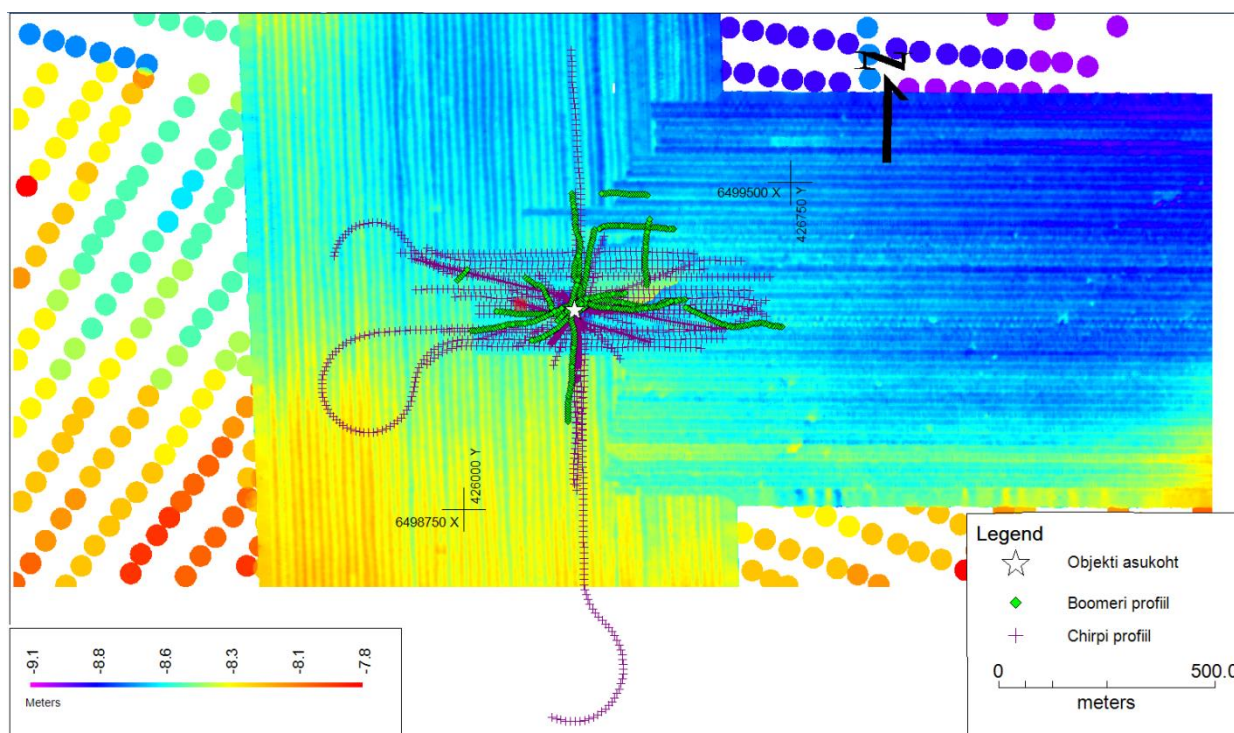 N
6499500 X
426750 Y
426000 Y
6498750 X
Legend
Objekti asukoht
Boomeri profiil
Chirpi profiil
0 500.0
meters
-9.1 -8.8 -8.6 -8.3 -8.1 -7.8
Meters